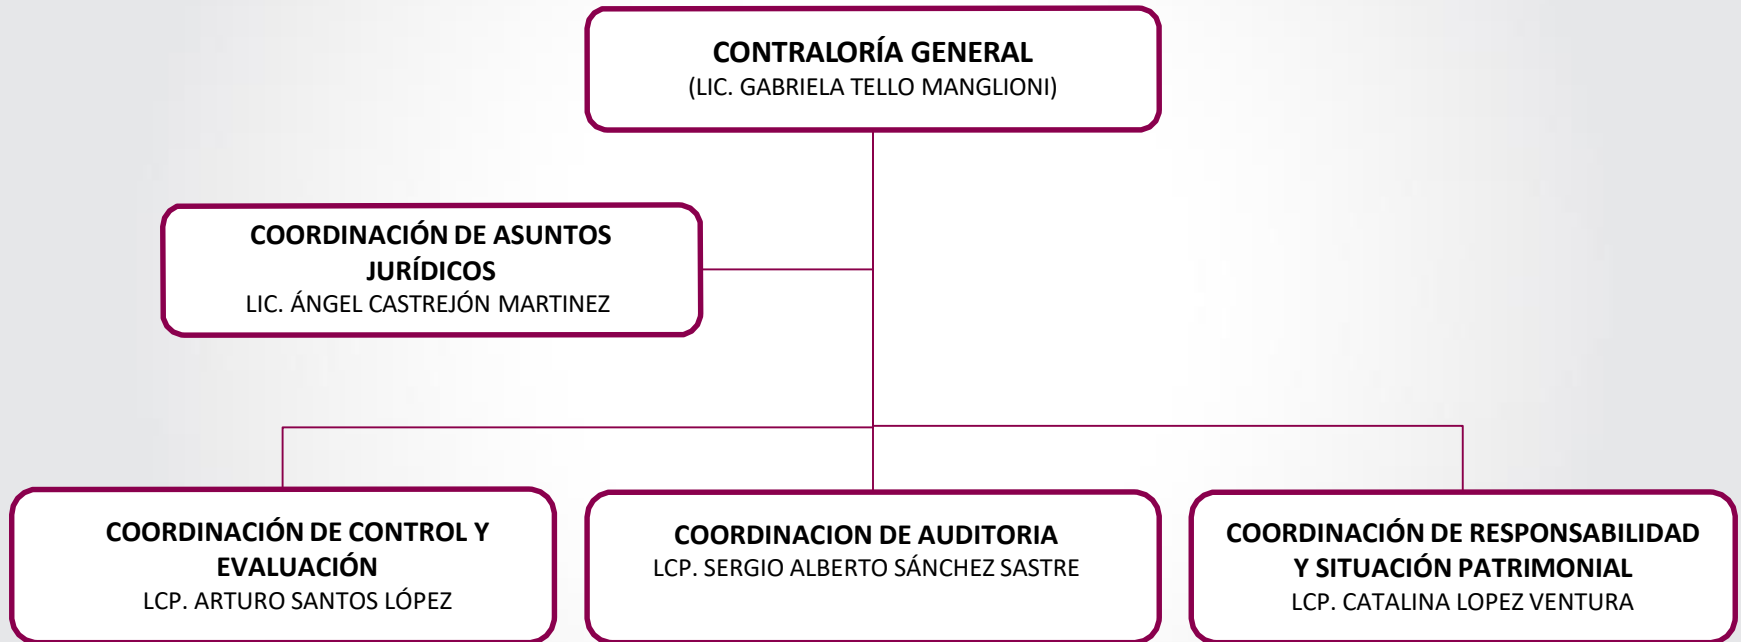 CONTRALORÍA GENERAL
(LIC. GABRIELA TELLO MANGLIONI)
COORDINACIÓN DE ASUNTOS
JURÍDICOS
LIC. ÁNGEL CASTREJÓN MARTINEZ
COORDINACIÓN DE CONTROL Y
EVALUACIÓN
LCP. ARTURO SANTOS LÓPEZ
COORDINACION DE AUDITORIA
LCP. SERGIO ALBERTO SÁNCHEZ SASTRE
COORDINACIÓN DE RESPONSABILIDAD
Y SITUACIÓN PATRIMONIAL
LCP. CATALINA LOPEZ VENTURA